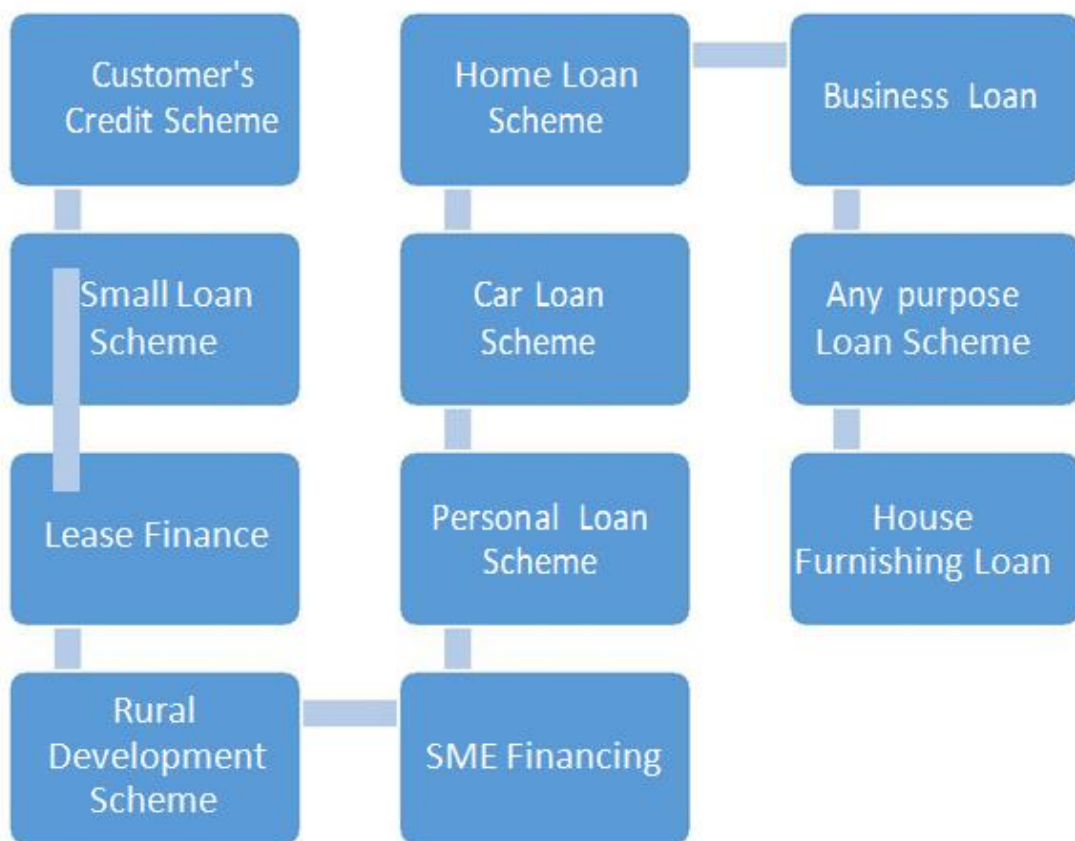 Customer's
Credit Scheme
Small Loan
Scheme
Lease Finance
Rural
Development
Scheme
SME Financing
Personal Loan
Scheme
Car Loan
Scheme
Home Loan
Scheme
Business Loan
Any purpose
Loan Scheme
House
Furnishing Loan